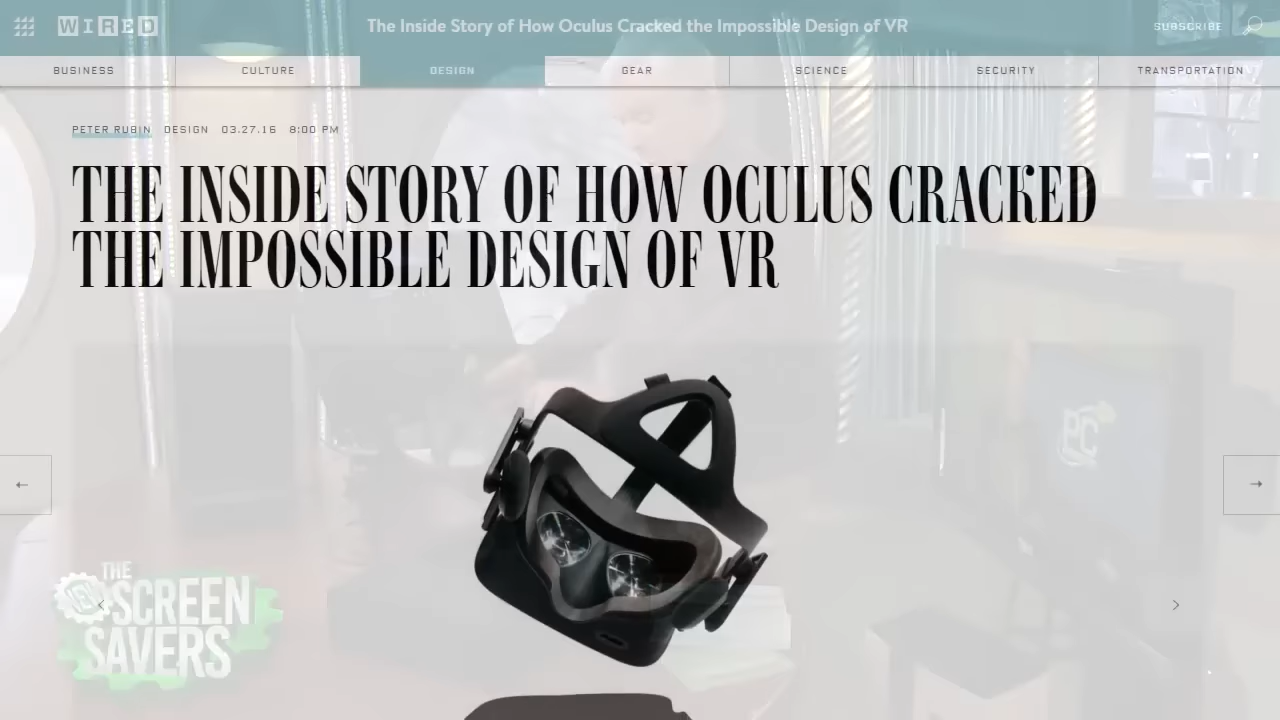 WIRED
The Inside Story of How Oculus Cracked the Impossible Design of VR
SUBSCRIBE
BUSINESS
CULTURE
DESIGN
GEAR
SCIENCE
SECURITY
TRANSPORTATION
PETER RUBIN DESIGN 03.27.16 8:00 PM
THE INSIDE STORY OF HOW OCULUS CRACKED
THE IMPOSSIBLE DESIGN OF VR
PC
THE
SCREEN
SAVERS